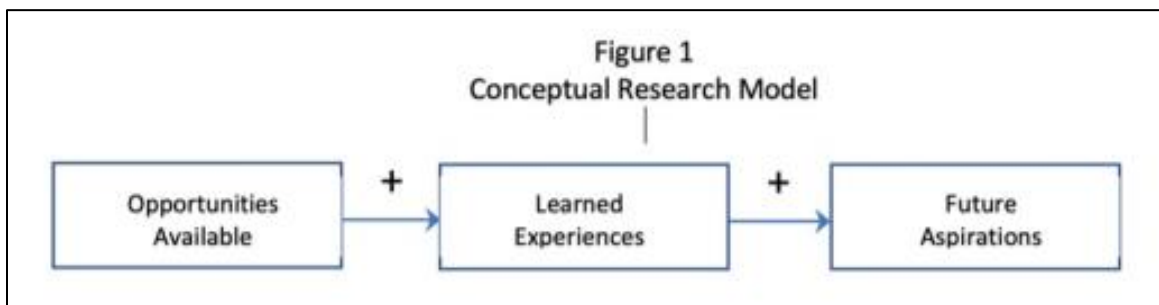 Figure 1
Conceptual Research Model
Opportunities
Available
+
Learned
Experiences
+
Future
Aspirations